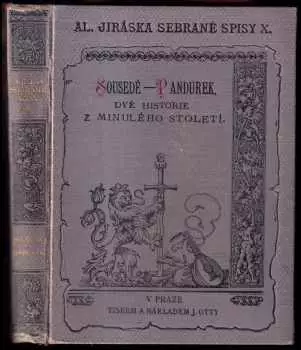 AL. JIRÁSKA SEBRANÉ SPISY X.
SOUSEDÉ — PANDUREK.
DVĚ HISTORIE
Z MINULÉHO STOLETÍ.
V PRAZE
TISKEM A NÁKLADEM J. OTTY